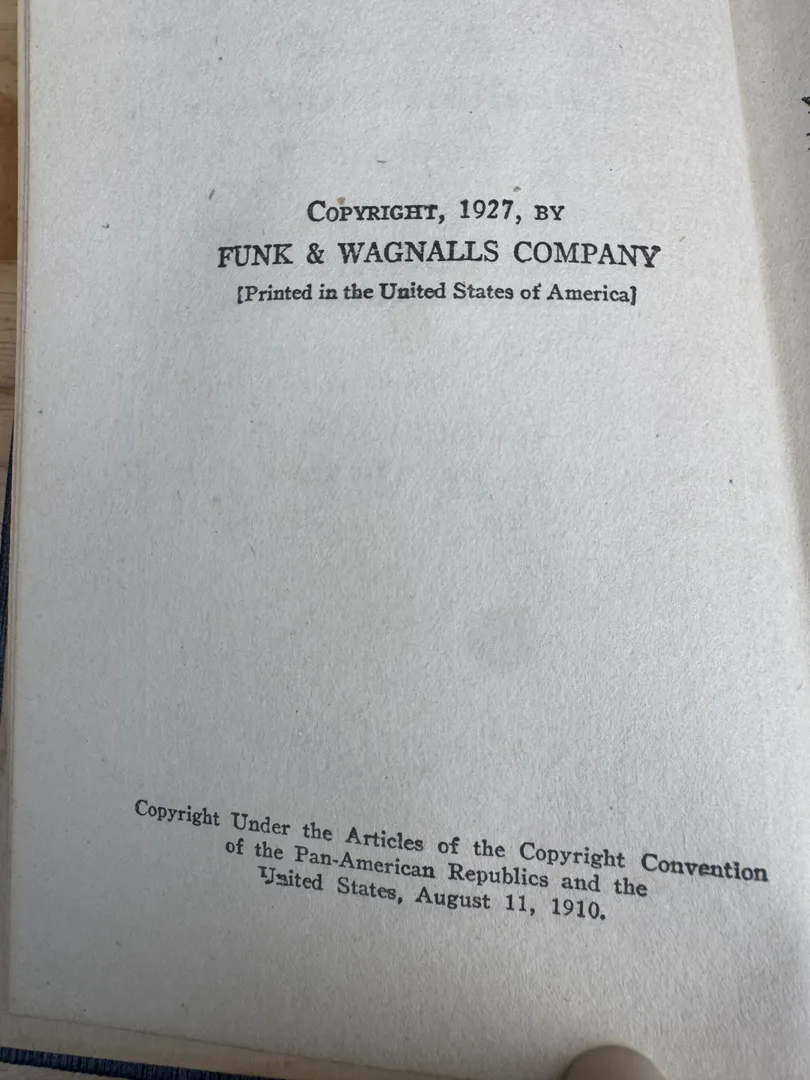 COPYRIGHT, 1927, BY
FUNK & WAGNALLS COMPANY
[Printed in the United States of America]
Copyright Under the Articles of the Copyright Convention
of the Pan-American Republics and the
United States, August 11, 1910.